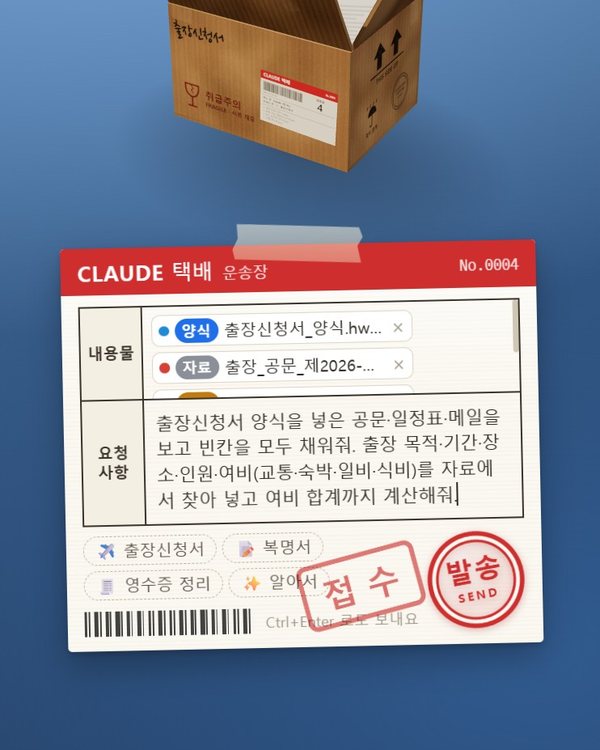 출장신청서
취급주의
CLAUDE 택배
4
CLAUDE 택배 운송장 No.0004
내용물
양식 출장신청서_양식.hw... ×
자료 출장_공문_제2026-... ×
요청
사항
출장신청서 양식을 넣은 공문·일정표·메일을
보고 빈칸을 모두 채워줘. 출장 목적·기간·장
소·인원·여비(교통·숙박·일비·식비)를 자료에
서 찾아 넣고 여비 합계까지 계산해줘.
출장신청서 복명서
영수증 정리 알아서
접수
발송
SEND
Ctrl+Enter 로도 보내요